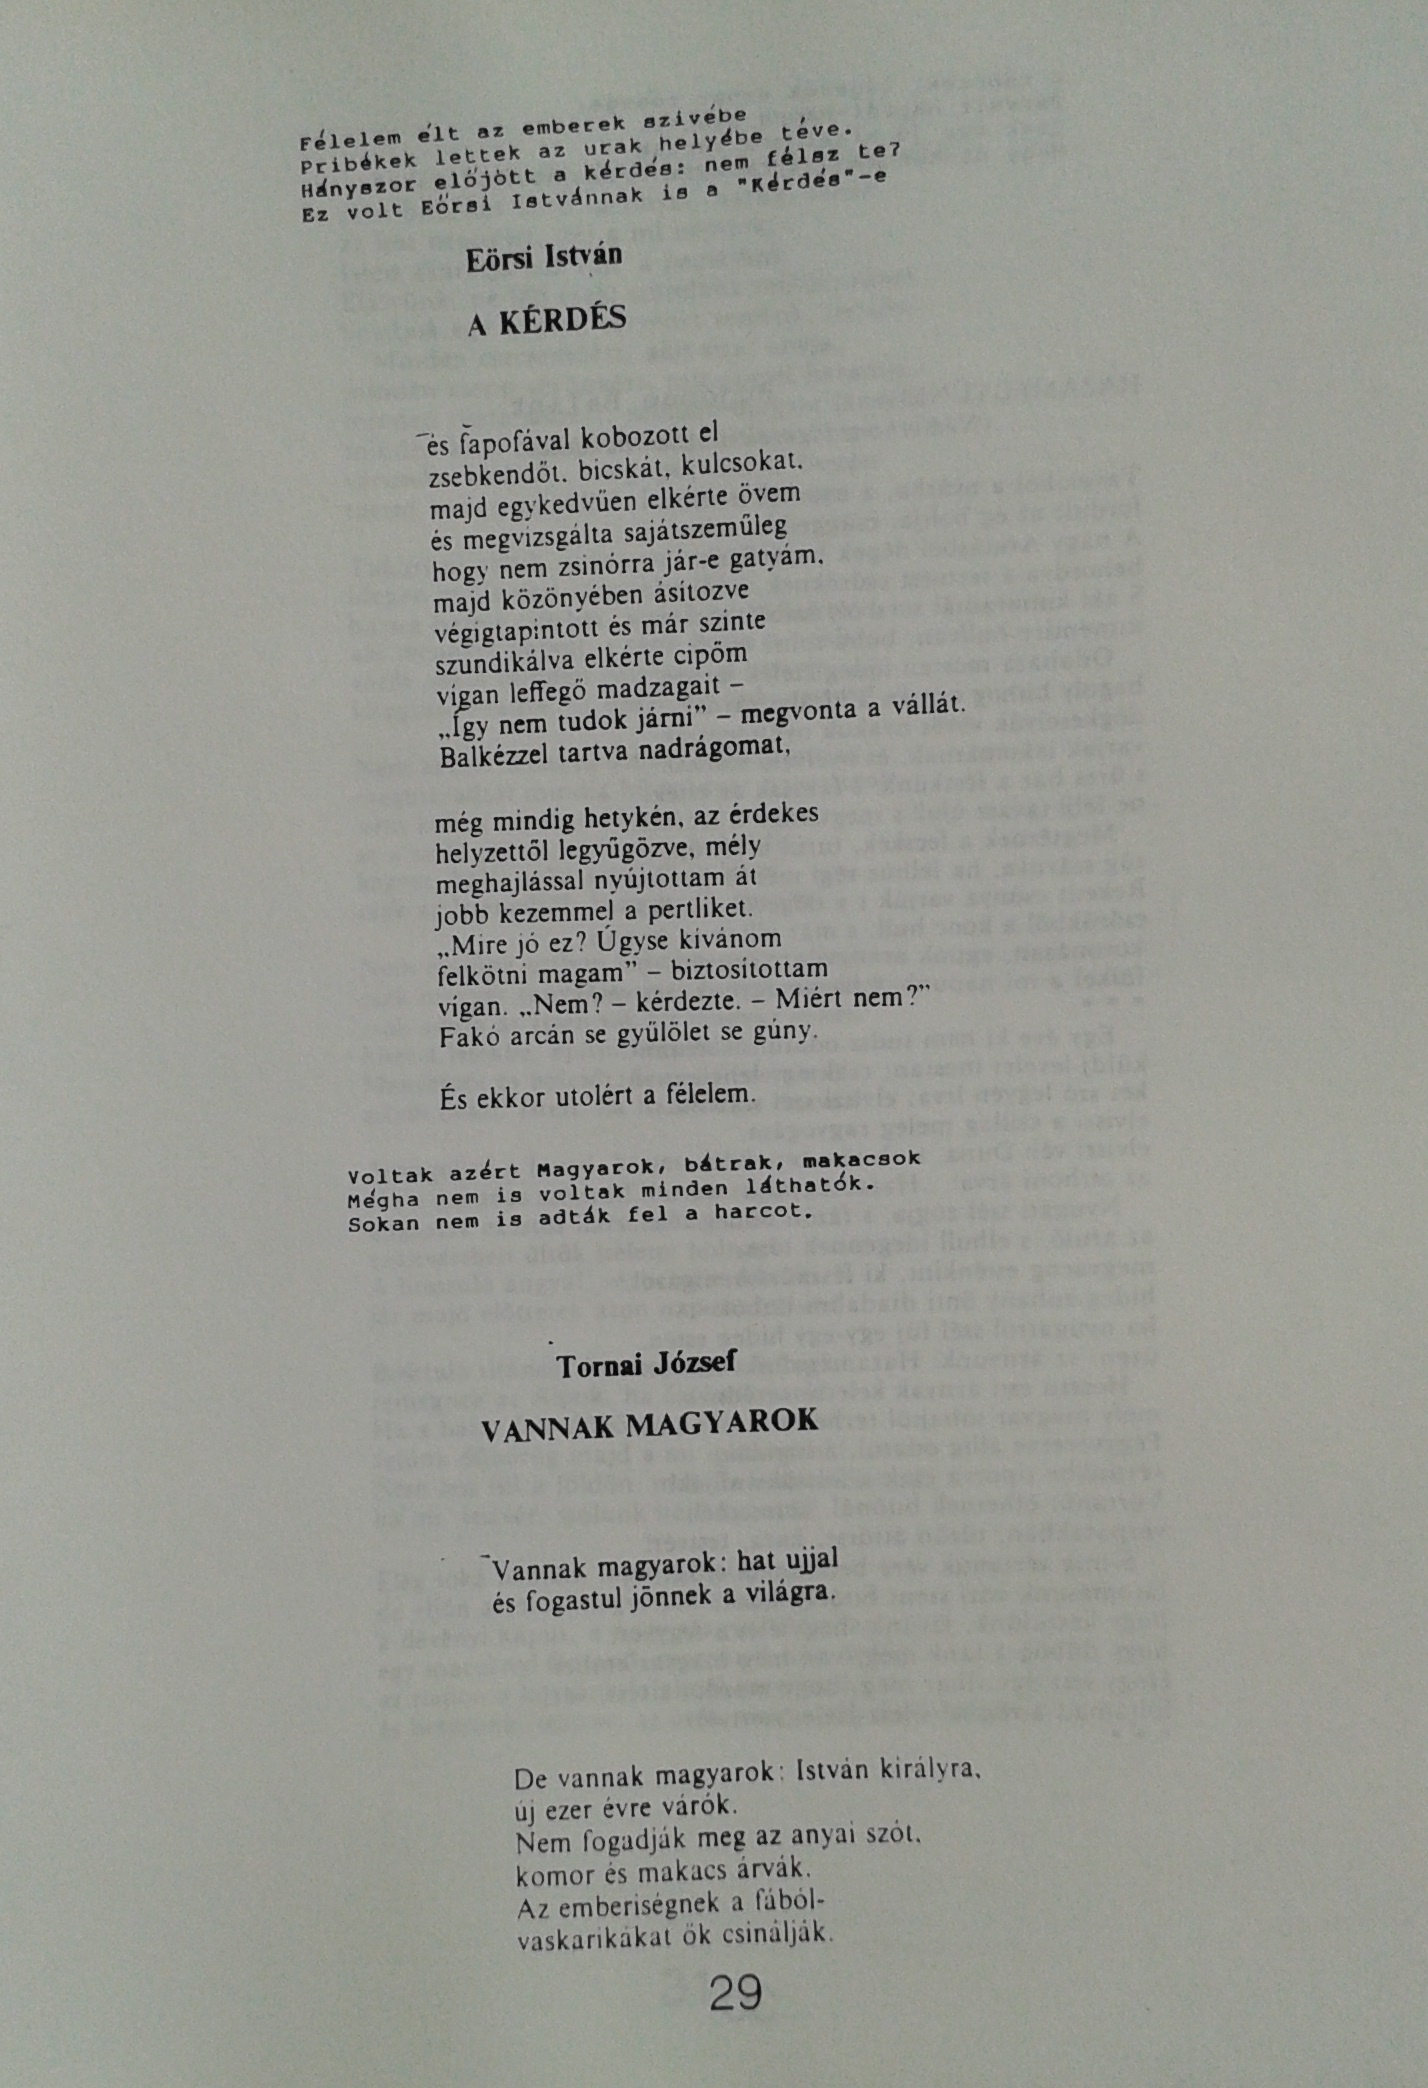 Félelem élt az emberek szivébe
Pribékek lettek az urak helyébe téve.
Hányszor előjött a kérdés: nem félsz te?
Ez volt Eörsi Istvánnak is a "Kérdés"-e
Eörsi István
A KÉRDÉS
és fapofával kobozott el
zsebkendőt. bicskát, kulcsokat.
majd egykedvűen elkérte övem
és megvizsgálta sajátszeműleg
hogy nem zsinórra jár-e gatyám,
majd közönyében ásitozve
végigtapintott és már szinte
szundikálva elkérte cipőm
vígan leffegő madzagait –
„Így nem tudok járni” – megvonta a vállát.
Balkézzel tartva nadrágomat,
még mindig hetykén, az érdekes
helyzettől legyűgözve, mély
meghajlással nyújtottam át
jobb kezemmel a pertliket.
„Mire jó ez? Úgyse kivánom
felkötni magam” – biztosítottam
vígan. „Nem? – kérdezte. – Miért nem?”
Fakó arcán se gyűlölet se gúny.
És ekkor utolért a félelem.
Voltak azért Magyarok, bátrak, makacsok
Mégha nem is voltak minden láthatók.
Sokan nem is adták fel a harcot.
Tornai József
VANNAK MAGYAROK
Vannak magyarok: hat ujjal
és fogastul jönnek a világra.
De vannak magyarok: István királyra,
új ezer évre várók.
Nem fogadják meg az anyai szót,
komor és makacs árvák.
Az emberiségnek a fából-
vaskarikákat ők csinálják.
29